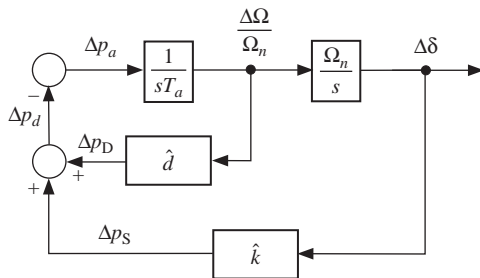 Δp_a
1
sT_a
ΔΩ
Ω_n
Ω_n
s
Δδ
−
Δp_d
Δp_D
d̂
+
+
Δp_S
k̂